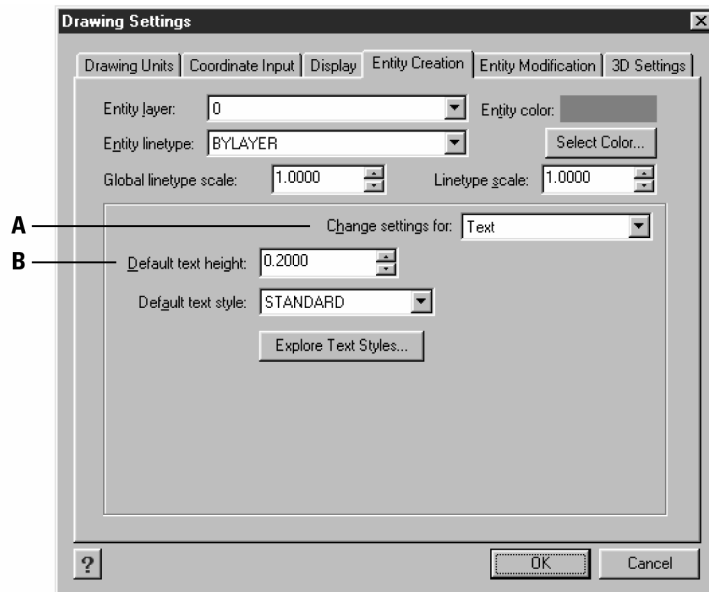 Drawing Settings
Drawing Units Coordinate Input Display Entity Creation Entity Modification 3D Settings
Entity layer: 0 Entity color:
Entity linetype: BYLAYER Select Color...
Global linetype scale: 1.0000 Linetype scale: 1.0000
A Change settings for: Text
B Default text height: 0.2000
Default text style: STANDARD
Explore Text Styles...
? OK Cancel